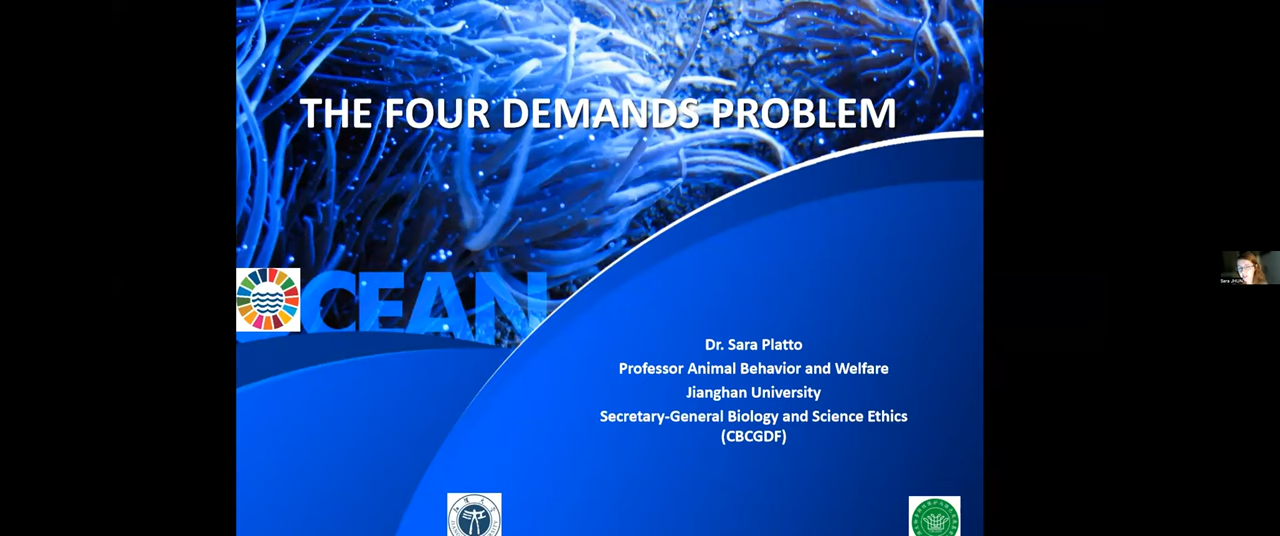 THE FOUR DEMANDS PROBLEM
OCEAN
Dr. Sara Platto
Professor Animal Behavior and Welfare
Jianghan University
Secretary-General Biology and Science Ethics
(CBCGDF)